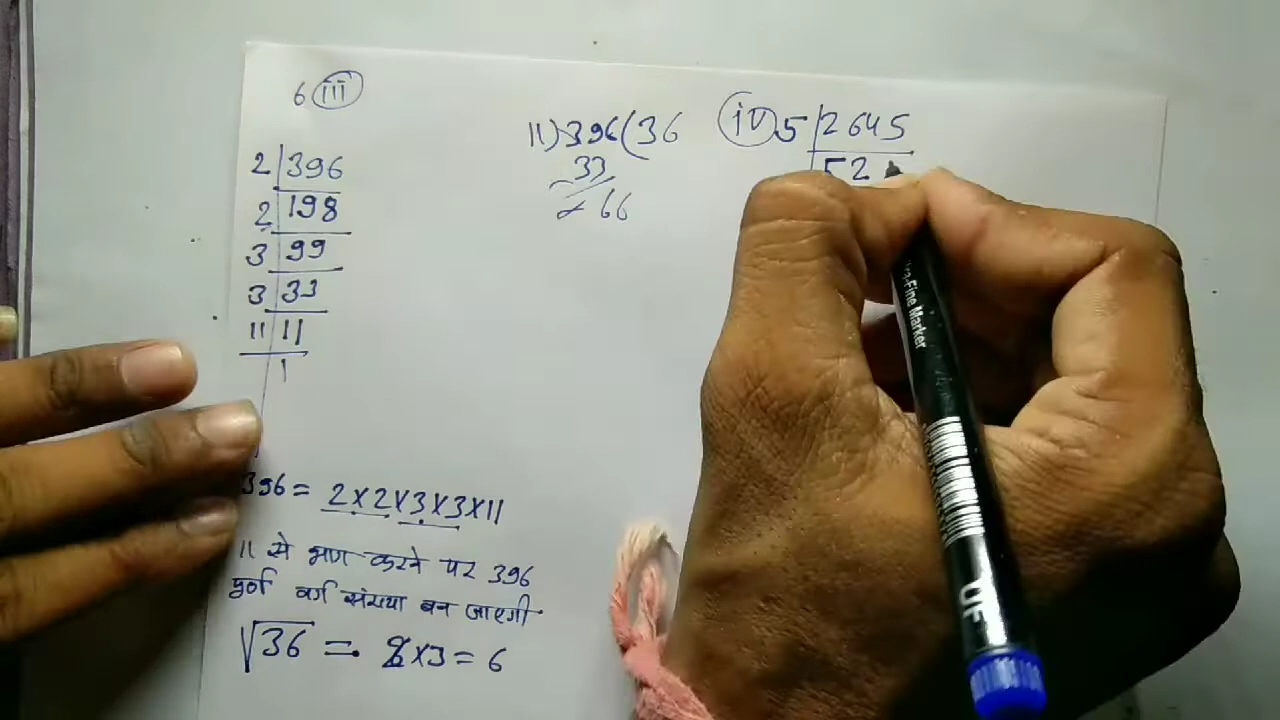 6 (iii)
2 | 396
2 | 198
3 | 99
3 | 33
11 | 11
1
396 = 2×2×3×3×11
11 से भाग करने पर 396
पुर्ण वर्ग संख्या बन जाएगी
√36 = 2×3 = 6
11)396(36
33
× 66
(iv) 5 | 2645
52
Fine Marker
UF